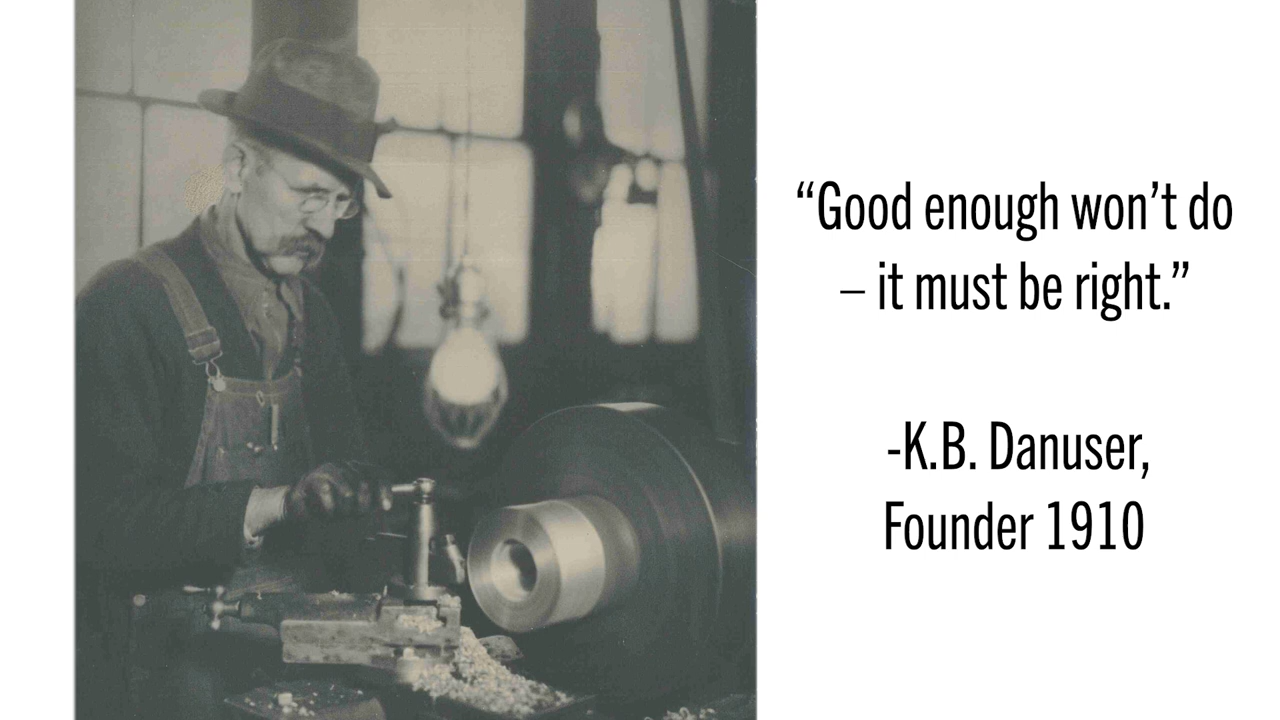 “Good enough won’t do
– it must be right.”
-K.B. Danuser,
Founder 1910